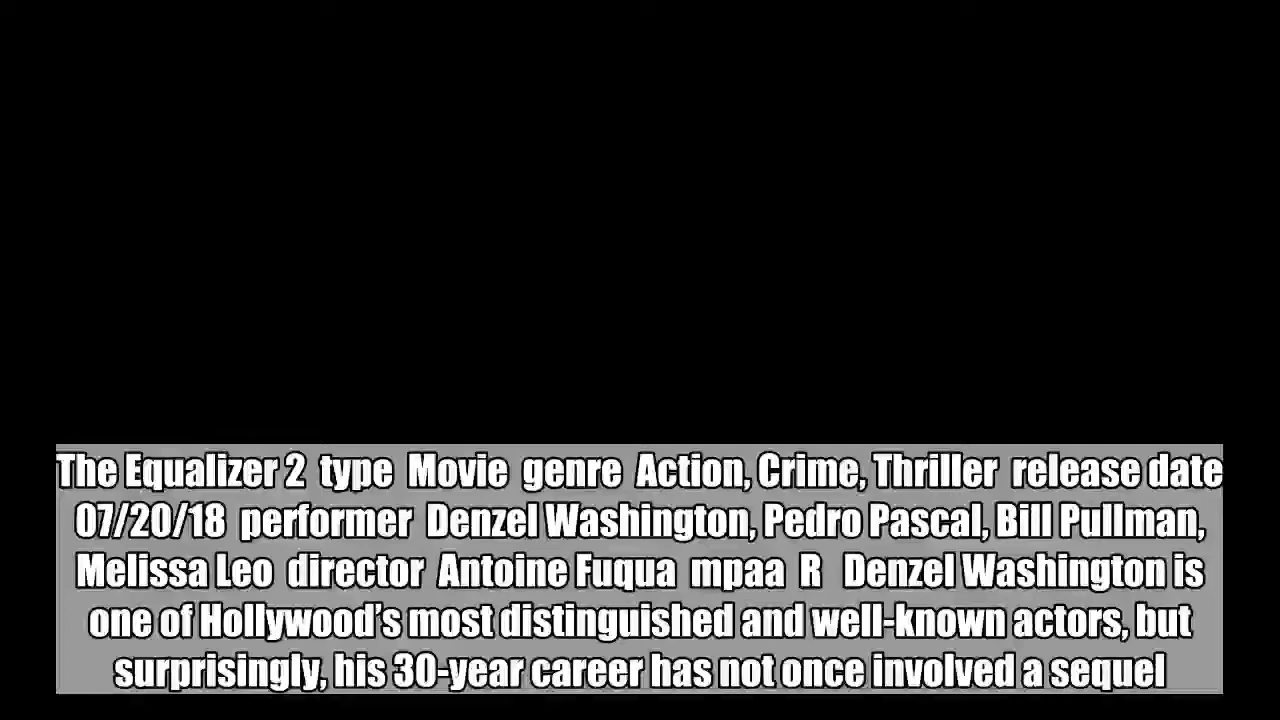 The Equalizer 2 type Movie genre Action, Crime, Thriller release date
07/20/18 performer Denzel Washington, Pedro Pascal, Bill Pullman,
Melissa Leo director Antoine Fuqua mpaa R Denzel Washington is
one of Hollywood’s most distinguished and well-known actors, but
surprisingly, his 30-year career has not once involved a sequel